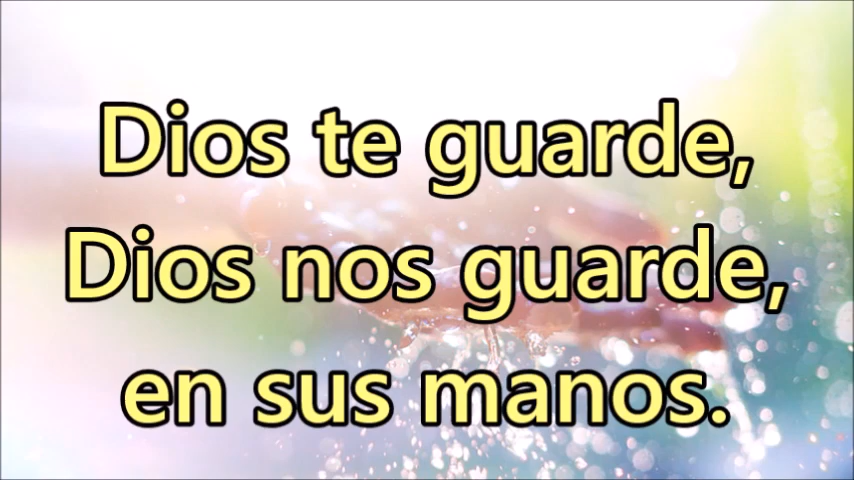 Dios te guarde,
Dios nos guarde,
en sus manos.